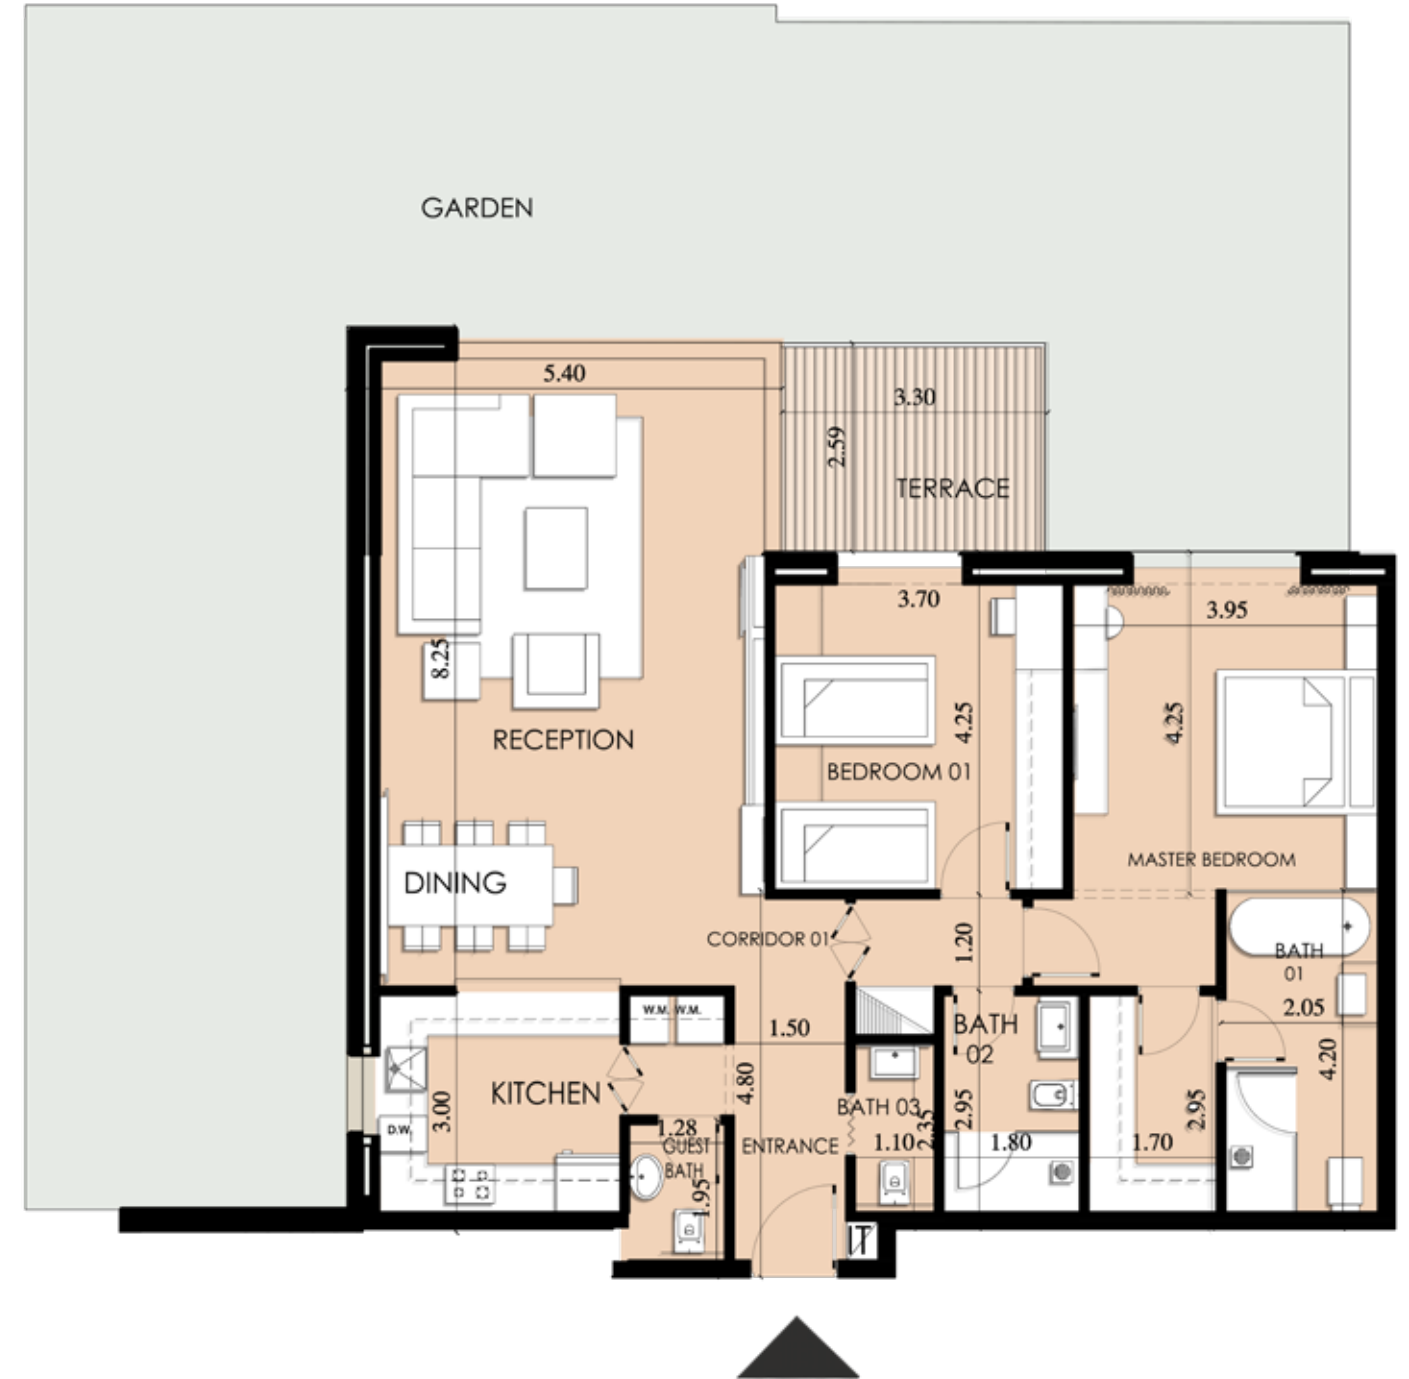 GARDEN
5.40
3.30
2.59
TERRACE
3.70
3.95
8.25
4.25
4.25
RECEPTION
BEDROOM 01
MASTER BEDROOM
DINING
CORRIDOR 01
1.20
BATH
01
2.05
W.M.
W.M.
1.50
BATH
02
4.20
KITCHEN
3.00
4.80
BATH 03
2.35
2.95
2.95
D.W.
1.28
GUEST
BATH
1.95
ENTRANCE
1.10
1.80
1.70
IT